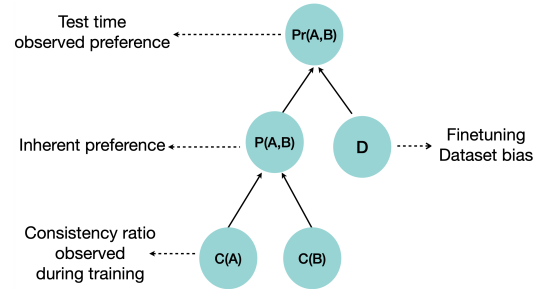 Test time
observed preference
Pr(A,B)
Inherent preference
P(A,B)
D
Finetuning
Dataset bias
Consistency ratio
observed
during training
C(A)
C(B)